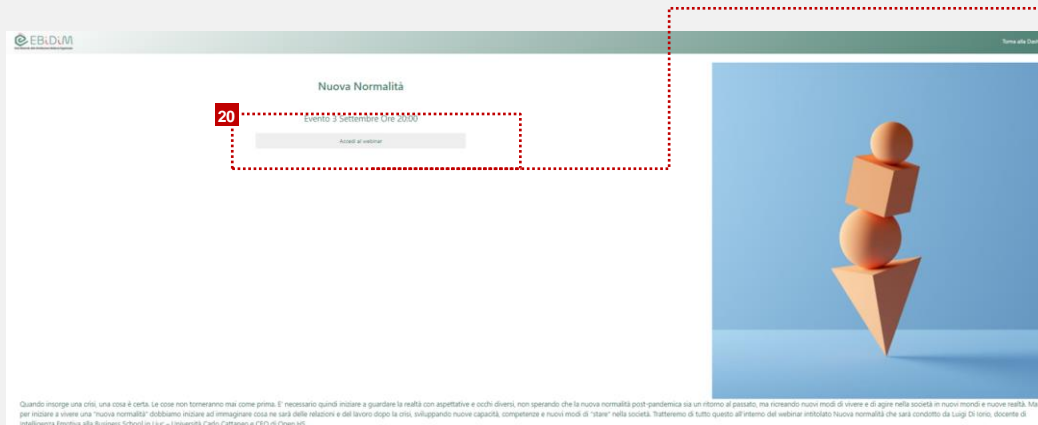 EBiDiM
Torna alla Dash
Nuova Normalità
20
Evento 3 Settembre Ore 20:00
Accedi al webinar
Quando insorge una crisi, una cosa è certa. Le cose non torneranno mai come prima. E' necessario quindi iniziare a guardare la realtà con aspettative e occhi diversi, non sperando che la nuova normalità post-pandemica sia un ritorno al passato, ma ricreando nuovi modi di vivere e di agire nella società in nuovi mondi e nuove realtà. Ma
per iniziare a vivere una "nuova normalità" dobbiamo iniziare ad immaginare cosa ne sarà delle relazioni e del lavoro dopo la crisi, sviluppando nuove capacità, competenze e nuovi modi di "stare" nella società. Tratteremo di tutto questo all'interno del webinar intitolato Nuova normalità che sarà condotto da Luigi Di Iorio, docente di
Intelligenza Emotiva alla Business School in Liuc – Università Carlo Cattaneo e CEO di Open HS